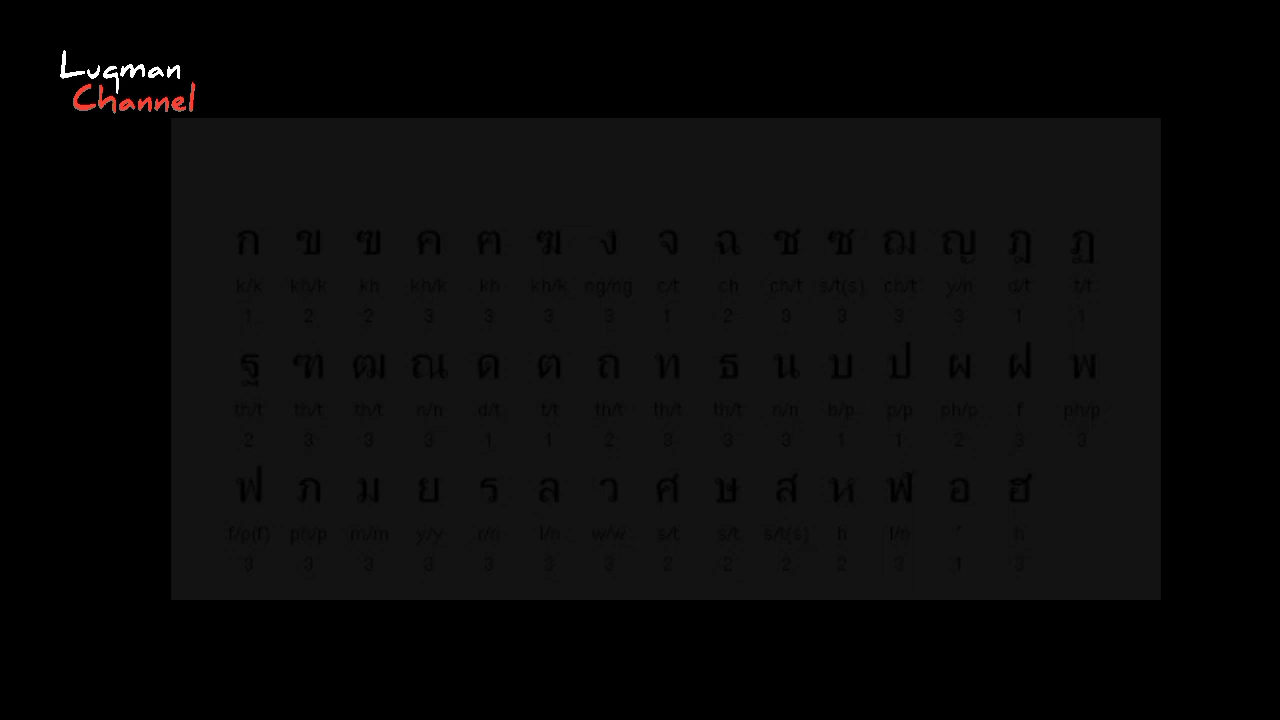 Luqman
Channel
ก ข ฃ ค ฅ ฆ ง จ ฉ ช ซ ฌ ญ ฎ ฏ
k/k kh/k kh kh/k kh kh/k ng/ng c/t ch ch/t s/t(s) ch/t y/n d/t t/t
1 2 2 3 3 3 3 1 2 3 3 3 3 1 1
ฐ ฑ ฒ ณ ด ต ถ ท ธ น บ ป ผ ฝ พ
th/t th/t th/t n/n d/t t/t th/t th/t th/t n/n b/p p/p ph/p f ph/p
2 3 3 3 1 1 2 3 3 3 1 1 2 3 3
ฟ ภ ม ย ร ล ว ศ ษ ส ห ฬ อ ฮ
f/p(f) ph/p m/m y/y r/n l/n w/w s/t s/t s/t(s) h l/n h
3 3 3 3 3 3 3 2 2 2 2 3 1 3